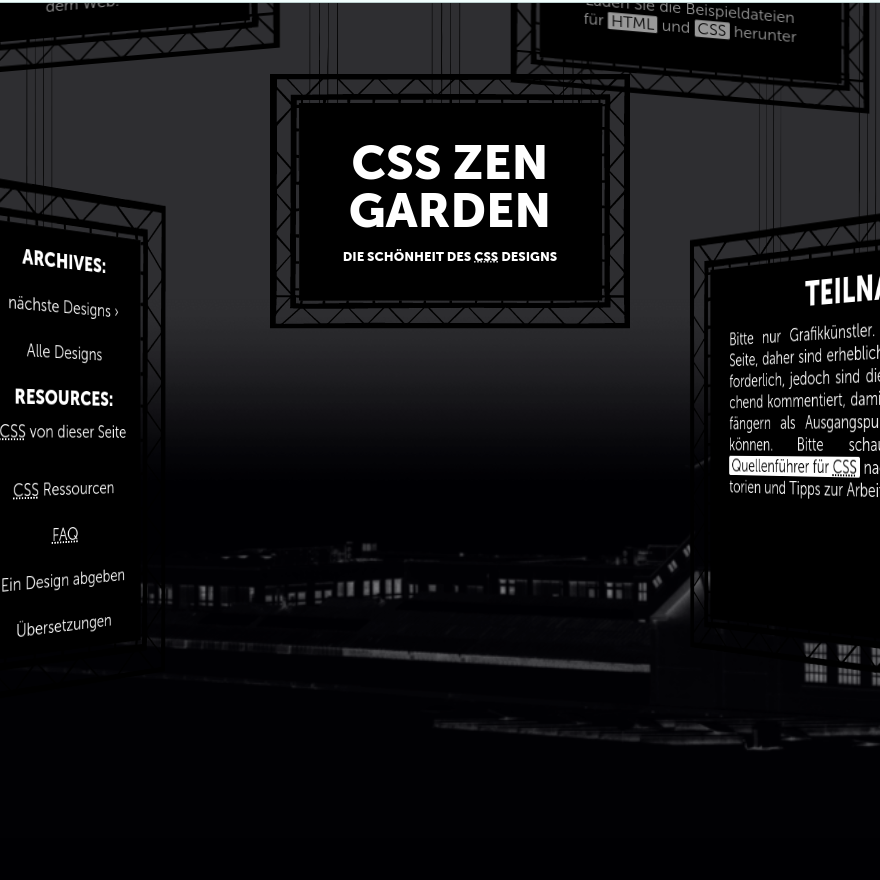 dem Web.
Laden Sie die Beispieldateien
für HTML und CSS herunter
CSS ZEN
GARDEN
DIE SCHÖNHEIT DES CSS DESIGNS
ARCHIVES:
nächste Designs ›
Alle Designs
RESOURCES:
CSS von dieser Seite
CSS Ressourcen
FAQ
Ein Design abgeben
Übersetzungen
TEILNA
Bitte nur Grafikkünstler.
Seite, daher sind erheblich
forderlich, jedoch sind die
chend kommentiert, dami
fängern als Ausgangspu
können. Bitte schau
Quellenführer für CSS na
torien und Tipps zur Arbei